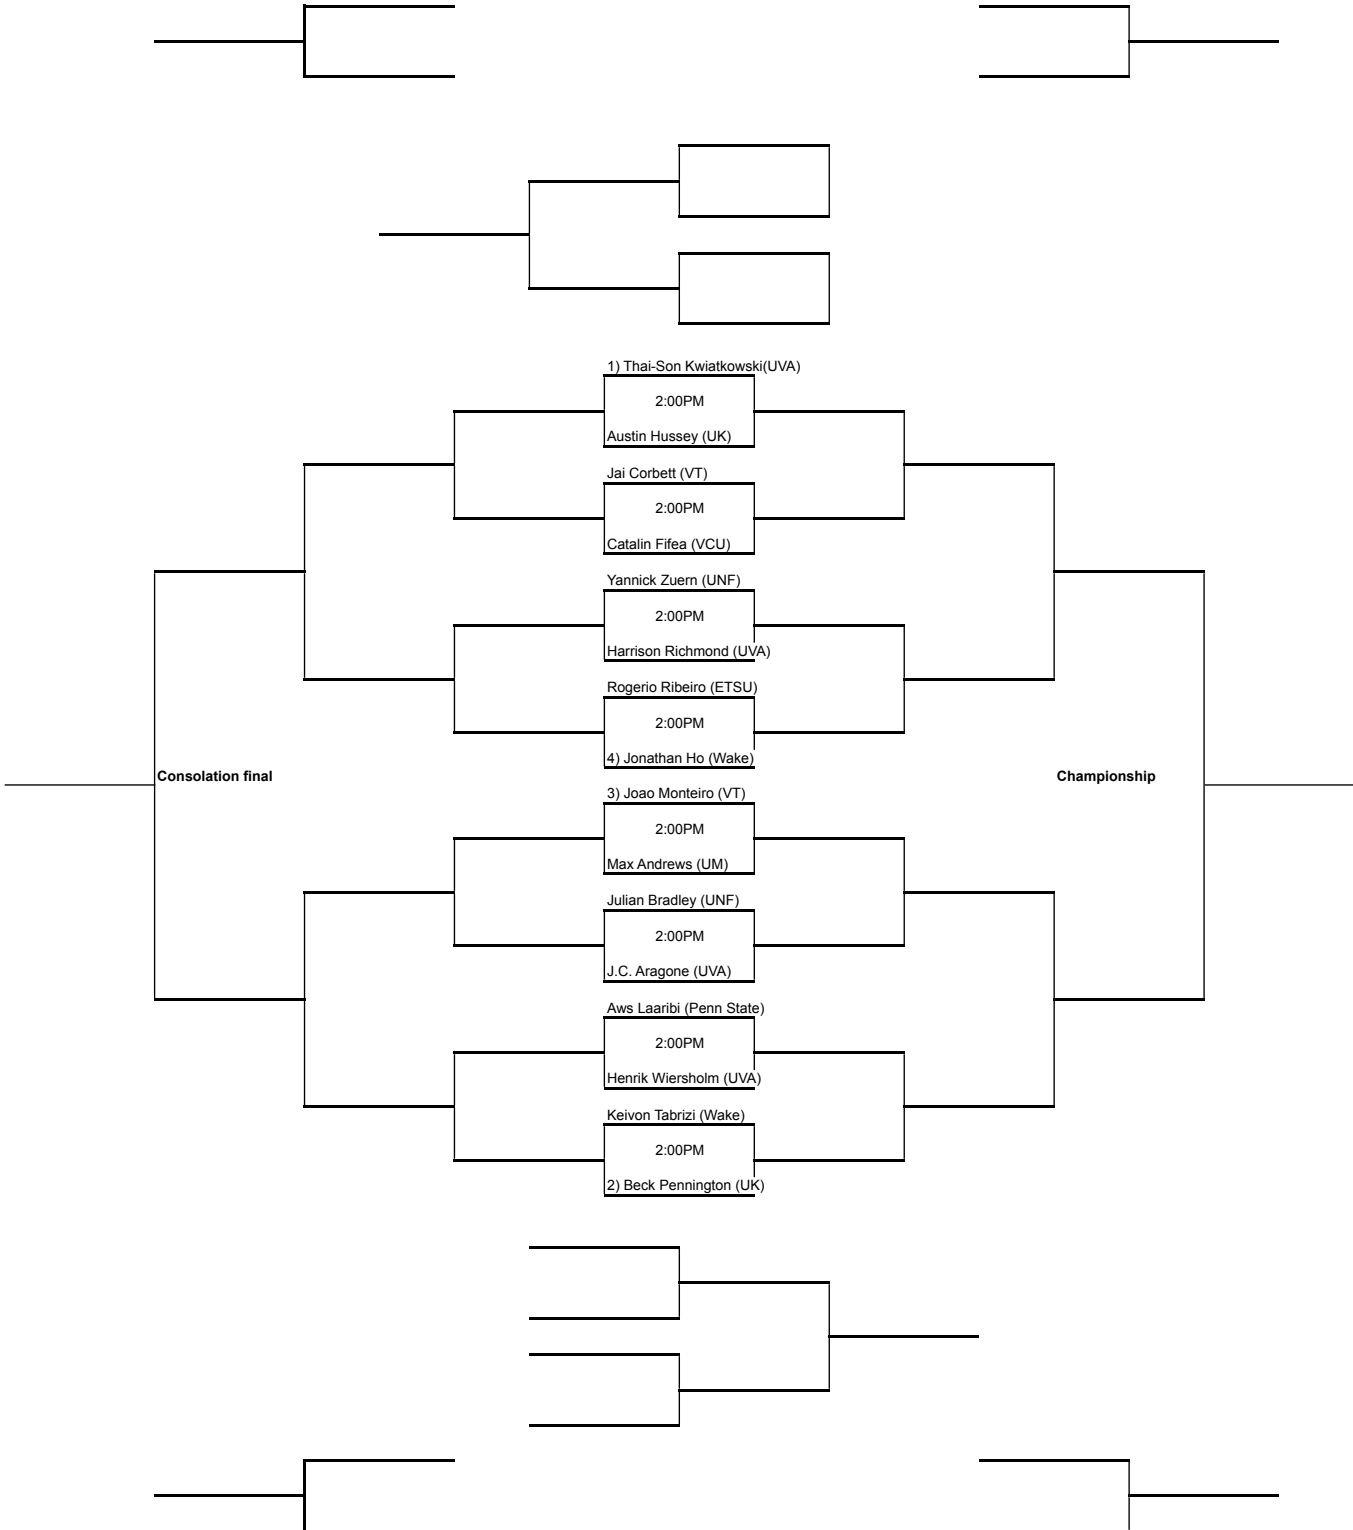 1) Thai-Son Kwiatkowski(UVA)
2:00PM
Austin Hussey (UK)
Jai Corbett (VT)
2:00PM
Catalin Fifea (VCU)
Yannick Zuern (UNF)
2:00PM
Harrison Richmond (UVA)
Rogerio Ribeiro (ETSU)
2:00PM
4) Jonathan Ho (Wake)
Consolation final
Championship
3) Joao Monteiro (VT)
2:00PM
Max Andrews (UM)
Julian Bradley (UNF)
2:00PM
J.C. Aragone (UVA)
Aws Laaribi (Penn State)
2:00PM
Henrik Wiersholm (UVA)
Keivon Tabrizi (Wake)
2:00PM
2) Beck Pennington (UK)